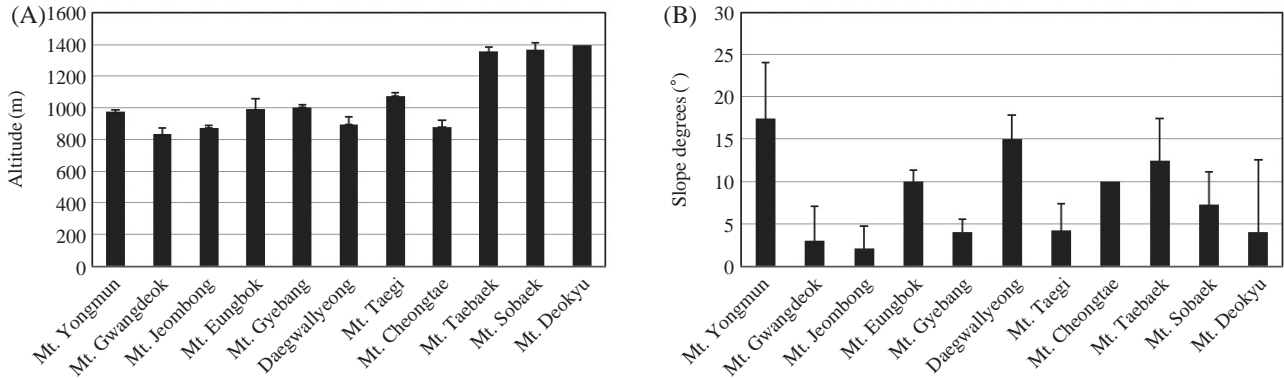 (A)
Altitude (m)
1600
1400
1200
1000
800
600
400
200
0
Mt. Yongmun
Mt. Gwangdeok
Mt. Jeombong
Mt. Eungbok
Mt. Gyebang
Daegwallyeong
Mt. Taegi
Mt. Cheongtae
Mt. Taebaek
Mt. Sobaek
Mt. Deokyu
(B)
Slope degrees (°)
30
25
20
15
10
5
0
Mt. Yongmun
Mt. Gwangdeok
Mt. Jeombong
Mt. Eungbok
Mt. Gyebang
Daegwallyeong
Mt. Taegi
Mt. Cheongtae
Mt. Taebaek
Mt. Sobaek
Mt. Deokyu